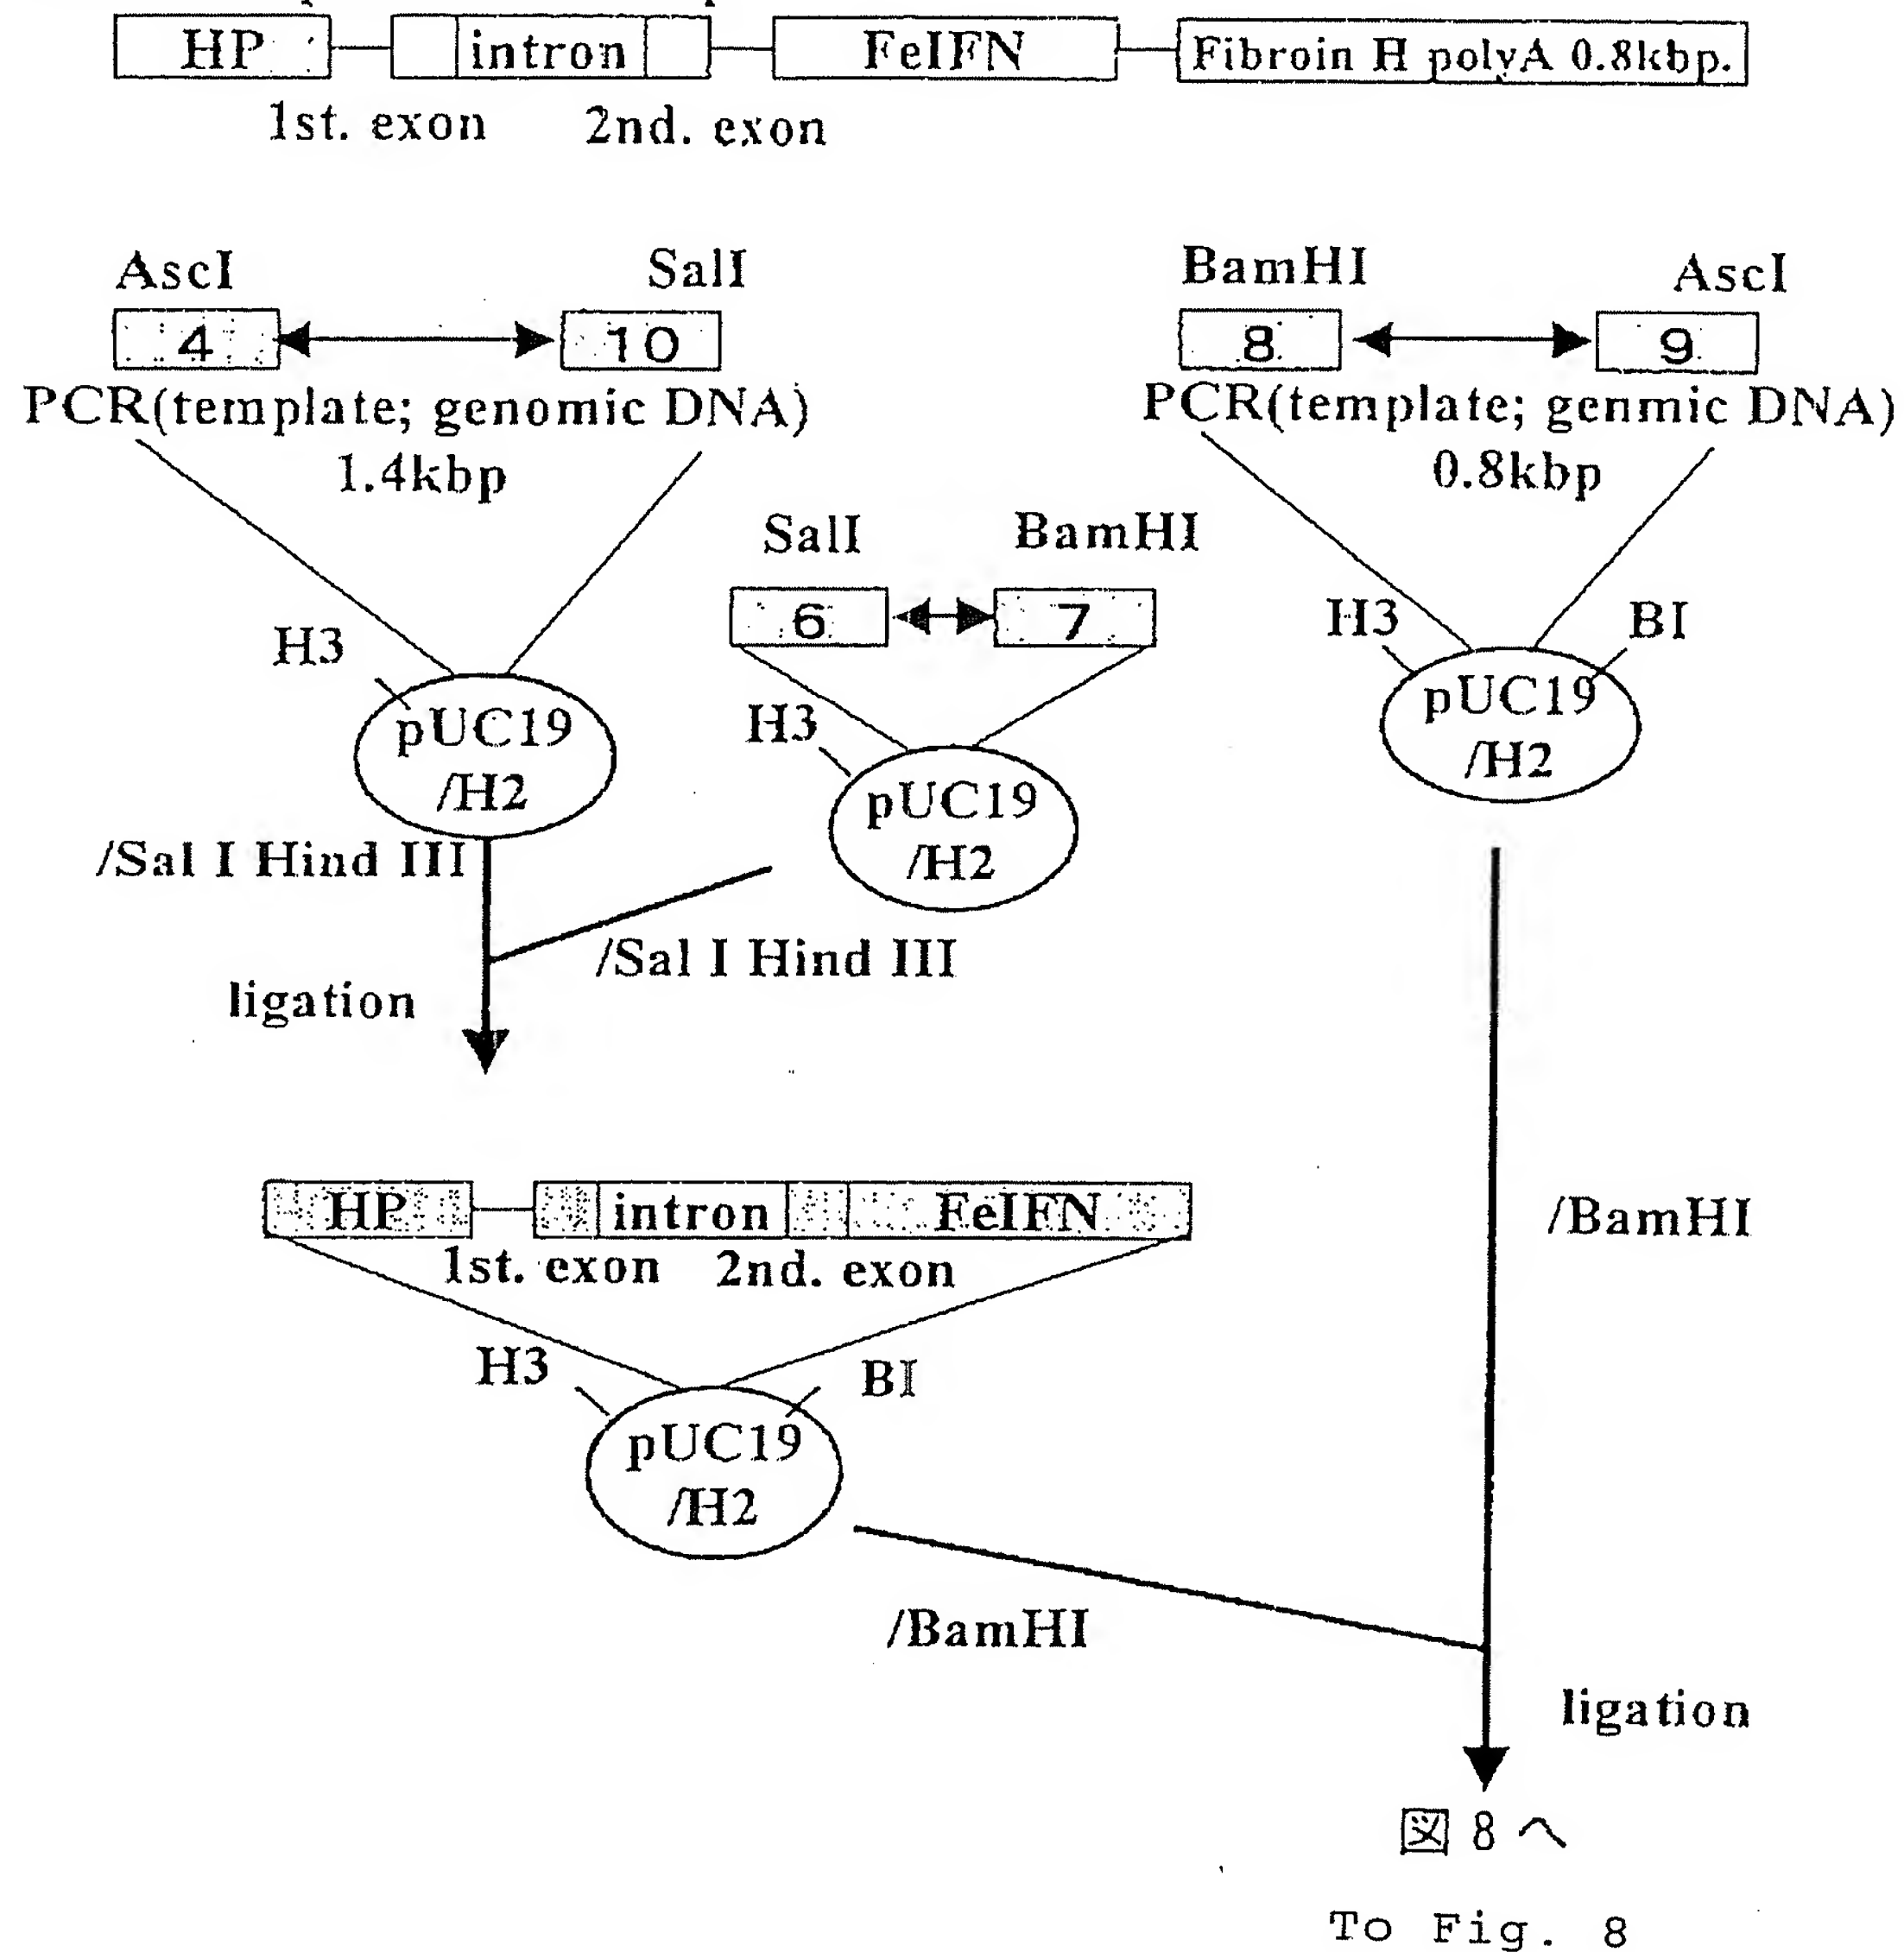 HP intron FeIFN Fibroin H polyA 0.8kbp.
1st. exon 2nd. exon
AscI SalI BamHI AscI
4 10 8 9
PCR(template; genomic DNA) PCR(template; genmic DNA)
1.4kbp 0.8kbp
SalI BamHI
6 7
H3 H3 BI
pUC19
/H2
H3
pUC19
/H2
pUC19
/H2
/Sal I Hind III
/Sal I Hind III
ligation
HP intron FeIFN
1st. exon 2nd. exon
/BamHI
H3 BI
pUC19
/H2
/BamHI
ligation
図8へ
To Fig. 8